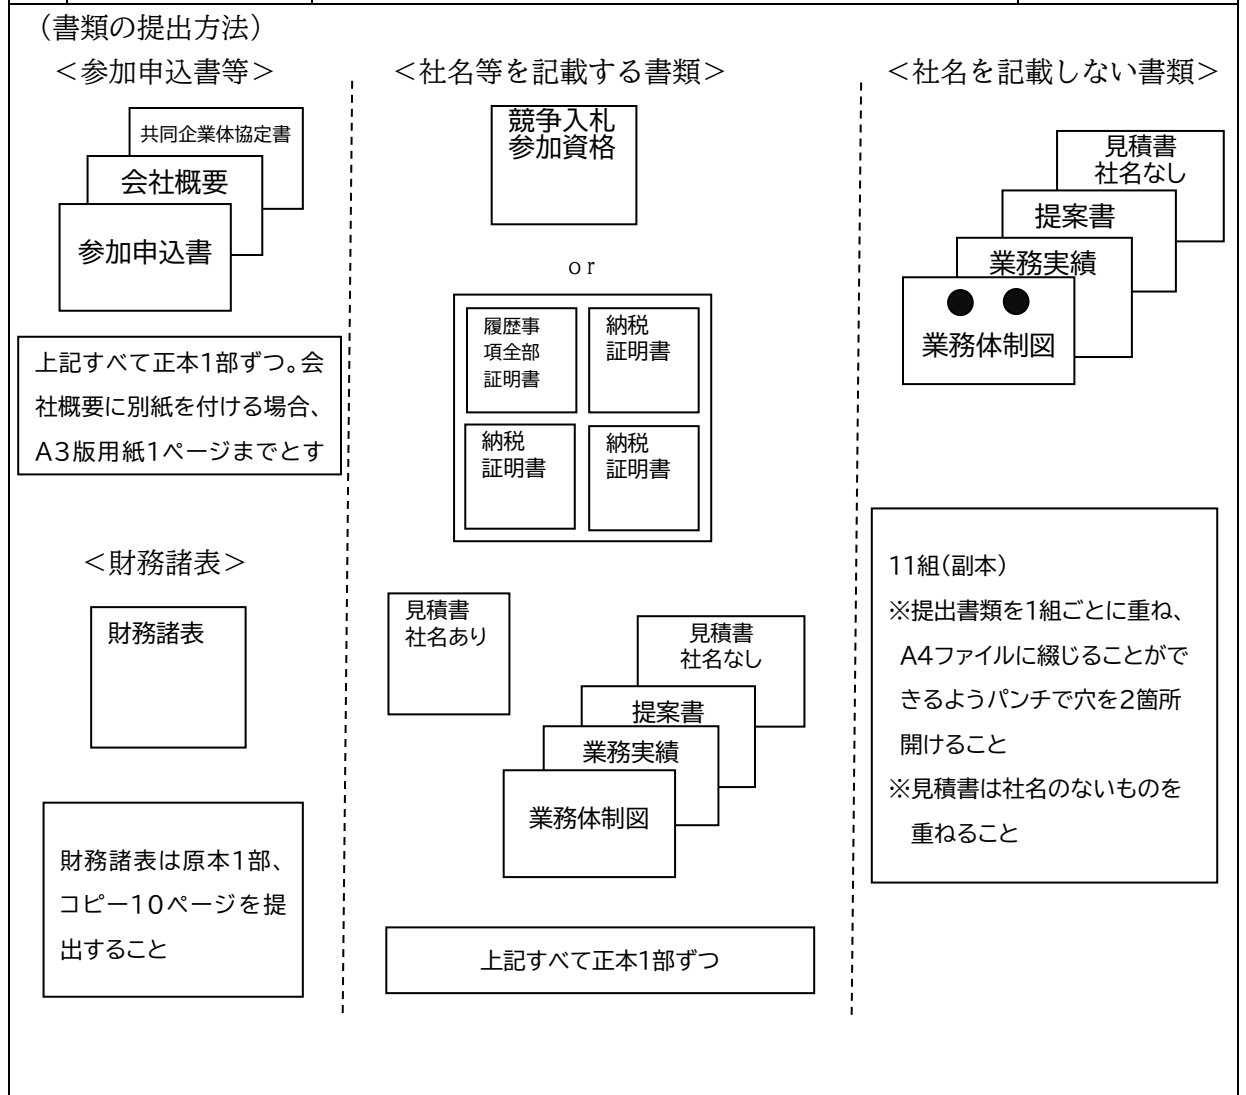 （書類の提出方法）
＜参加申込書等＞
共同企業体協定書
会社概要
参加申込書
上記すべて正本1部ずつ。会
社概要に別紙を付ける場合、
A3版用紙1ページまでとす
＜財務諸表＞
財務諸表
財務諸表は原本1部、
コピー10ページを提
出すること
＜社名等を記載する書類＞
競争入札
参加資格
or
履歴事
項全部
証明書
納税
証明書
納税
証明書
納税
証明書
見積書
社名あり
見積書
社名なし
提案書
業務実績
業務体制図
上記すべて正本1部ずつ
＜社名を記載しない書類＞
見積書
社名なし
提案書
業務実績
業務体制図
11組（副本）
※提出書類を1組ごとに重ね、
A4ファイルに綴じることがで
きるようパンチで穴を2箇所
開けること
※見積書は社名のないものを
重ねること